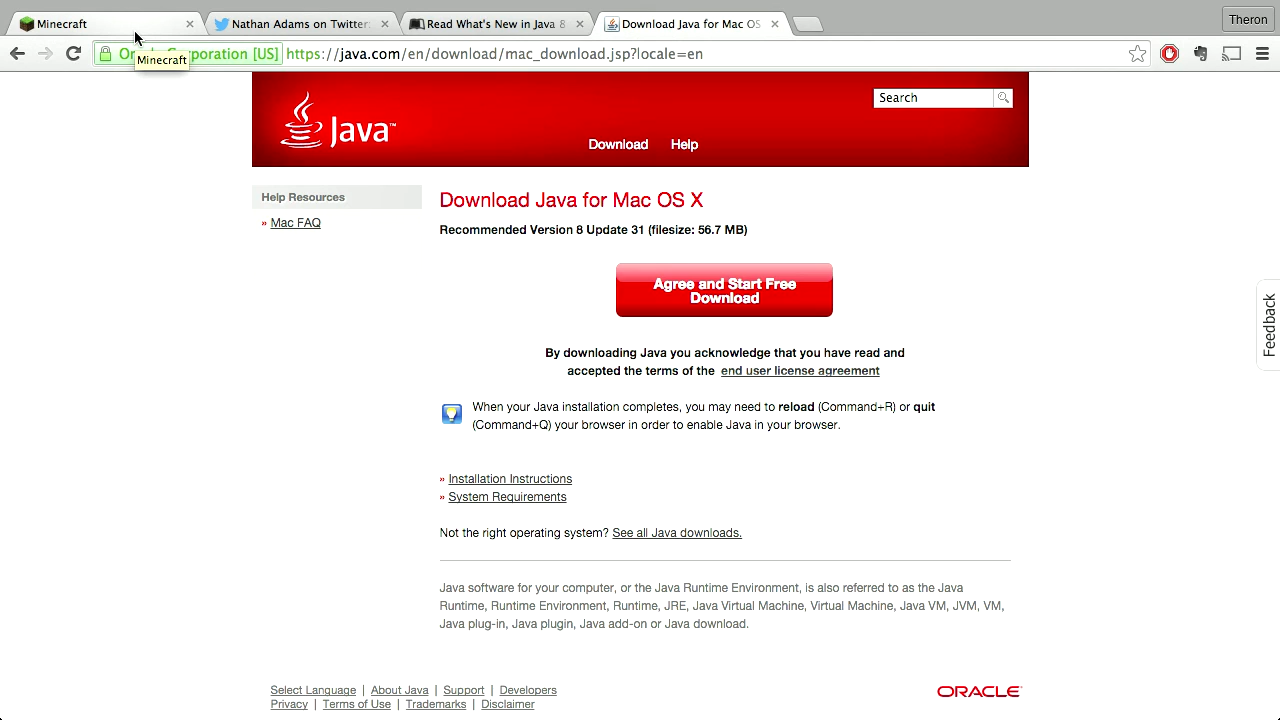 Minecraft
Nathan Adams on Twitter:
Read What's New in Java 8
Download Java for Mac OS
Theron
Corporation [US]
https://java.com/en/download/mac_download.jsp?locale=en
Minecraft
Java™
Search
Download
Help
Help Resources
» Mac FAQ
Download Java for Mac OS X
Recommended Version 8 Update 31 (filesize: 56.7 MB)
Agree and Start Free
Download
Feedback
By downloading Java you acknowledge that you have read and
accepted the terms of the end user license agreement
When your Java installation completes, you may need to reload (Command+R) or quit
(Command+Q) your browser in order to enable Java in your browser.
» Installation Instructions
» System Requirements
Not the right operating system? See all Java downloads.
Java software for your computer, or the Java Runtime Environment, is also referred to as the Java
Runtime, Runtime Environment, Runtime, JRE, Java Virtual Machine, Virtual Machine, Java VM, JVM, VM,
Java plug-in, Java plugin, Java add-on or Java download.
Select Language | About Java | Support | Developers
Privacy | Terms of Use | Trademarks | Disclaimer
ORACLE